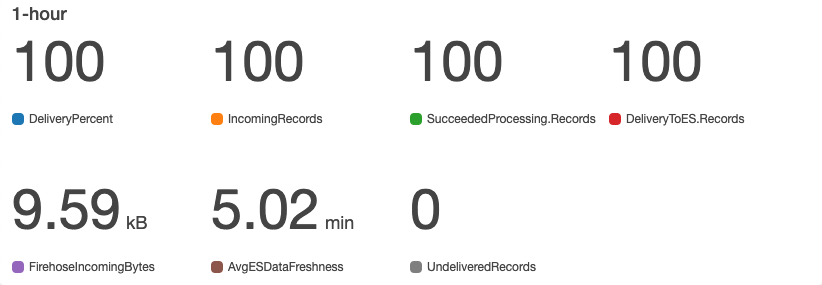 1-hour
100 100 100 100
DeliveryPercent IncomingRecords SucceededProcessing.Records DeliveryToES.Records
9.59 kB 5.02 min 0
FirehoseIncomingBytes AvgESDataFreshness UndeliveredRecords